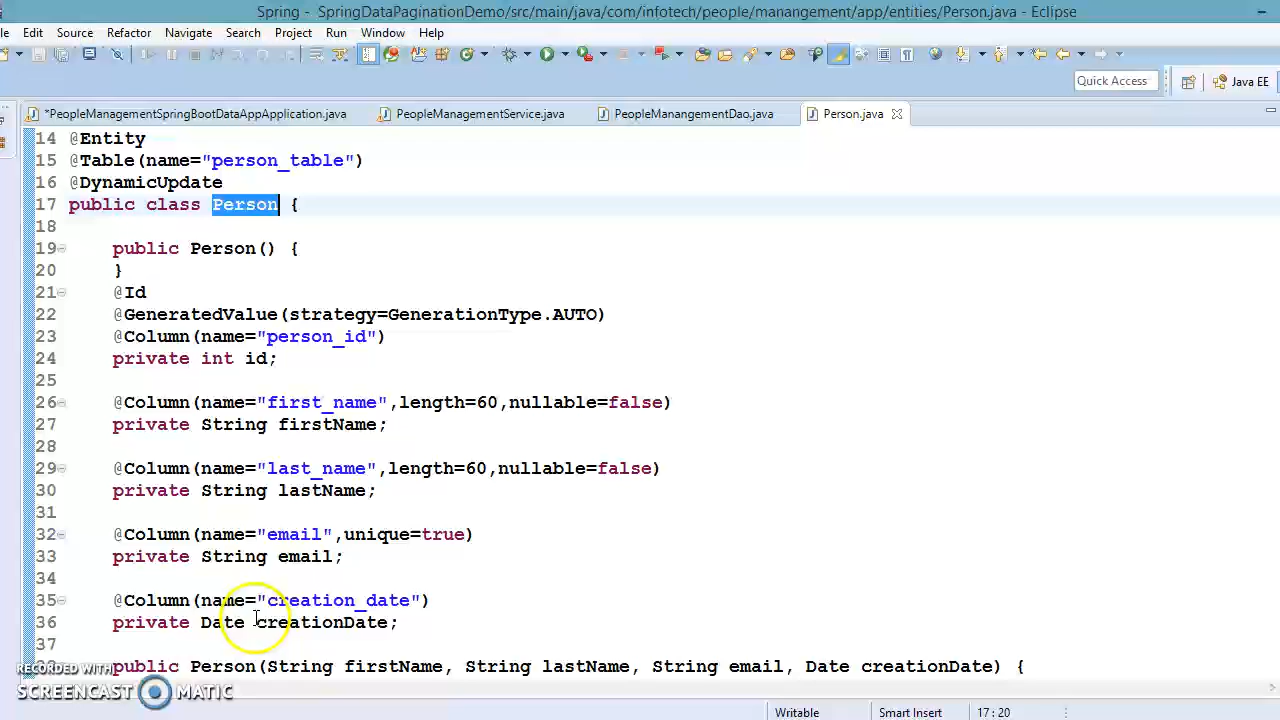 Spring - SpringDataPaginationDemo/src/main/java/com/infotech/people/management/app/entities/Person.java - Eclipse
Edit Source Refactor Navigate Search Project Run Window Help
Quick Access Java EE
*PeopleManagementSpringBootDataAppApplication.java PeopleManagementService.java PeopleManangementDao.java Person.java
14 @Entity
15 @Table(name="person_table")
16 @DynamicUpdate
17 public class Person {
18
19 public Person() {
20 }
21 @Id
22 @GeneratedValue(strategy=GenerationType.AUTO)
23 @Column(name="person_id")
24 private int id;
25
26 @Column(name="first_name",length=60,nullable=false)
27 private String firstName;
28
29 @Column(name="last_name",length=60,nullable=false)
30 private String lastName;
31
32 @Column(name="email",unique=true)
33 private String email;
34
35 @Column(name="creation_date")
36 private Date creationDate;
37
public Person(String firstName, String lastName, String email, Date creationDate) {
RECORDED WITH
SCREENCAST MATIC
Writable Smart Insert 17:20